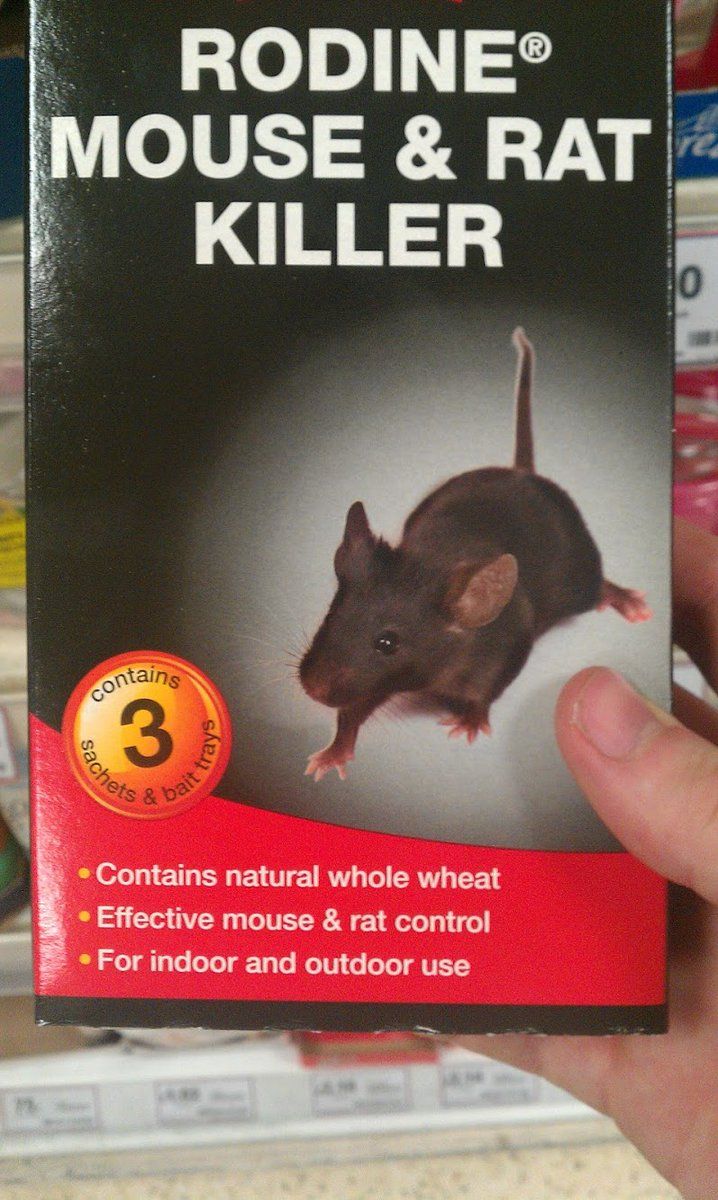 RODINE®
MOUSE & RAT
KILLER
contains
3
sachets & bait trays
• Contains natural whole wheat
• Effective mouse & rat control
• For indoor and outdoor use